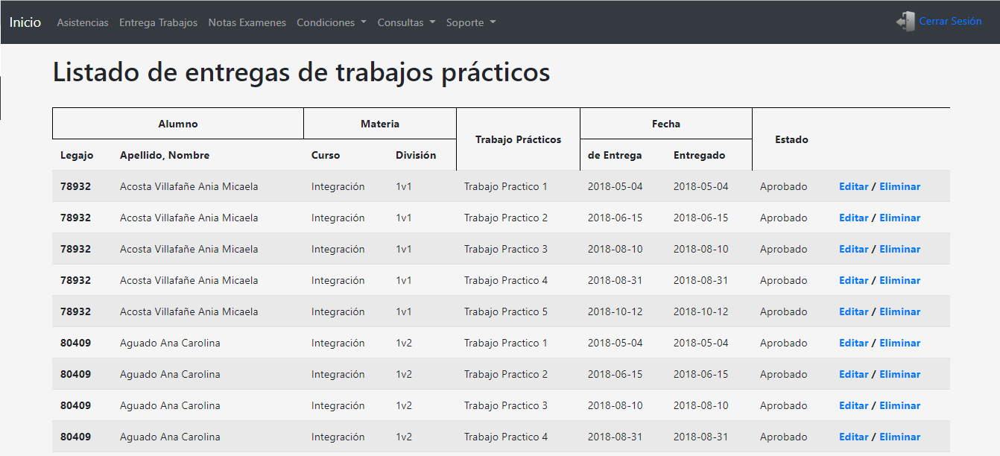 Inicio Asistencias Entrega Trabajos Notas Examenes Condiciones Consultas Soporte Cerrar Sesión
Listado de entregas de trabajos prácticos
Alumno Materia Trabajo Prácticos Fecha Estado
Legajo Apellido, Nombre Curso División de Entrega Entregado
78932 Acosta Villafañe Ania Micaela Integración 1v1 Trabajo Practico 1 2018-05-04 2018-05-04 Aprobado Editar / Eliminar
78932 Acosta Villafañe Ania Micaela Integración 1v1 Trabajo Practico 2 2018-06-15 2018-06-15 Aprobado Editar / Eliminar
78932 Acosta Villafañe Ania Micaela Integración 1v1 Trabajo Practico 3 2018-08-10 2018-08-10 Aprobado Editar / Eliminar
78932 Acosta Villafañe Ania Micaela Integración 1v1 Trabajo Practico 4 2018-08-31 2018-08-31 Aprobado Editar / Eliminar
78932 Acosta Villafañe Ania Micaela Integración 1v1 Trabajo Practico 5 2018-10-12 2018-10-12 Aprobado Editar / Eliminar
80409 Aguado Ana Carolina Integración 1v2 Trabajo Practico 1 2018-05-04 2018-05-04 Aprobado Editar / Eliminar
80409 Aguado Ana Carolina Integración 1v2 Trabajo Practico 2 2018-06-15 2018-06-15 Aprobado Editar / Eliminar
80409 Aguado Ana Carolina Integración 1v2 Trabajo Practico 3 2018-08-10 2018-08-10 Aprobado Editar / Eliminar
80409 Aguado Ana Carolina Integración 1v2 Trabajo Practico 4 2018-08-31 2018-08-31 Aprobado Editar / Eliminar